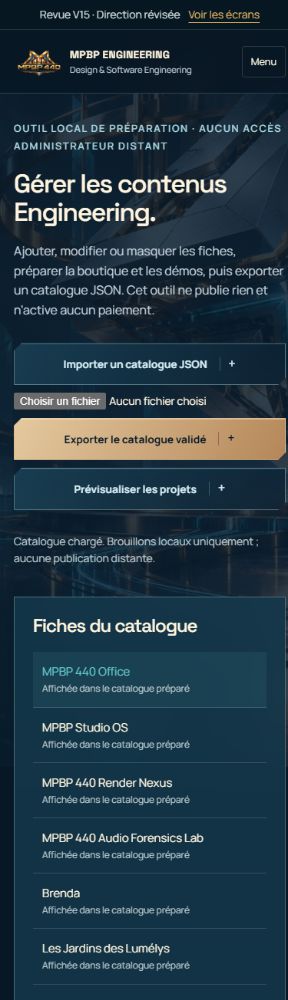 Revue V15 · Direction révisée Voir les écrans
MPBP 440
MPBP ENGINEERING
Design & Software Engineering
Menu
OUTIL LOCAL DE PRÉPARATION · AUCUN ACCÈS
ADMINISTRATEUR DISTANT
Gérer les contenus
Engineering.
Ajouter, modifier ou masquer les fiches,
préparer la boutique et les démos, puis exporter
un catalogue JSON. Cet outil ne publie rien et
n'active aucun paiement.
Importer un catalogue JSON +
Choisir un fichier Aucun fichier choisi
Exporter le catalogue validé +
Prévisualiser les projets +
Catalogue chargé. Brouillons locaux uniquement ;
aucune publication distante.
Fiches du catalogue
MPBP 440 Office
Affichée dans le catalogue préparé
MPBP Studio OS
Affichée dans le catalogue préparé
MPBP 440 Render Nexus
Affichée dans le catalogue préparé
MPBP 440 Audio Forensics Lab
Affichée dans le catalogue préparé
Brenda
Affichée dans le catalogue préparé
Les Jardins des Lumélys
Affichée dans le catalogue préparé